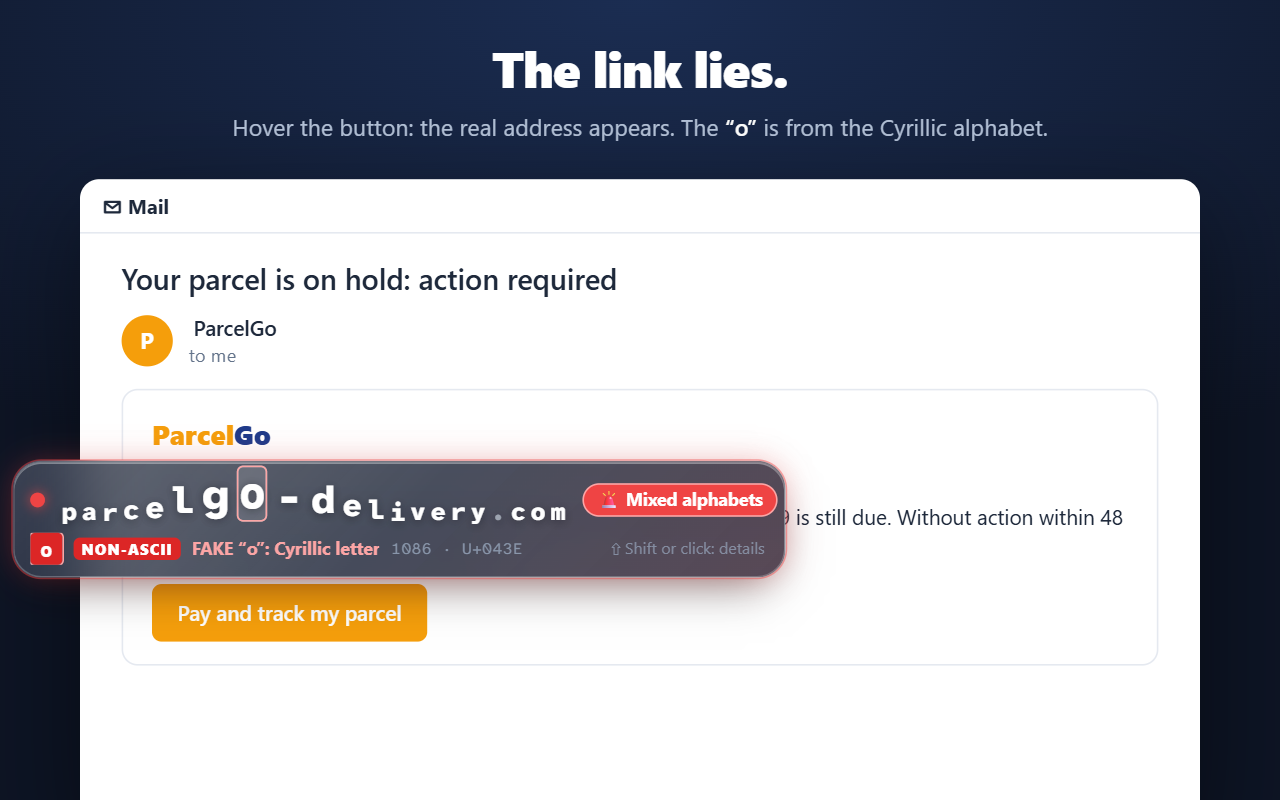 The link lies.
Hover the button: the real address appears. The “o” is from the Cyrillic alphabet.
Mail
Your parcel is on hold: action required
P
ParcelGo
to me
ParcelGo
parcelgо-delivery.com
🚨 Mixed alphabets
is still due. Without action within 48
о NON-ASCII FAKE “o”: Cyrillic letter 1086 · U+043E
⇧ Shift or click: details
Pay and track my parcel